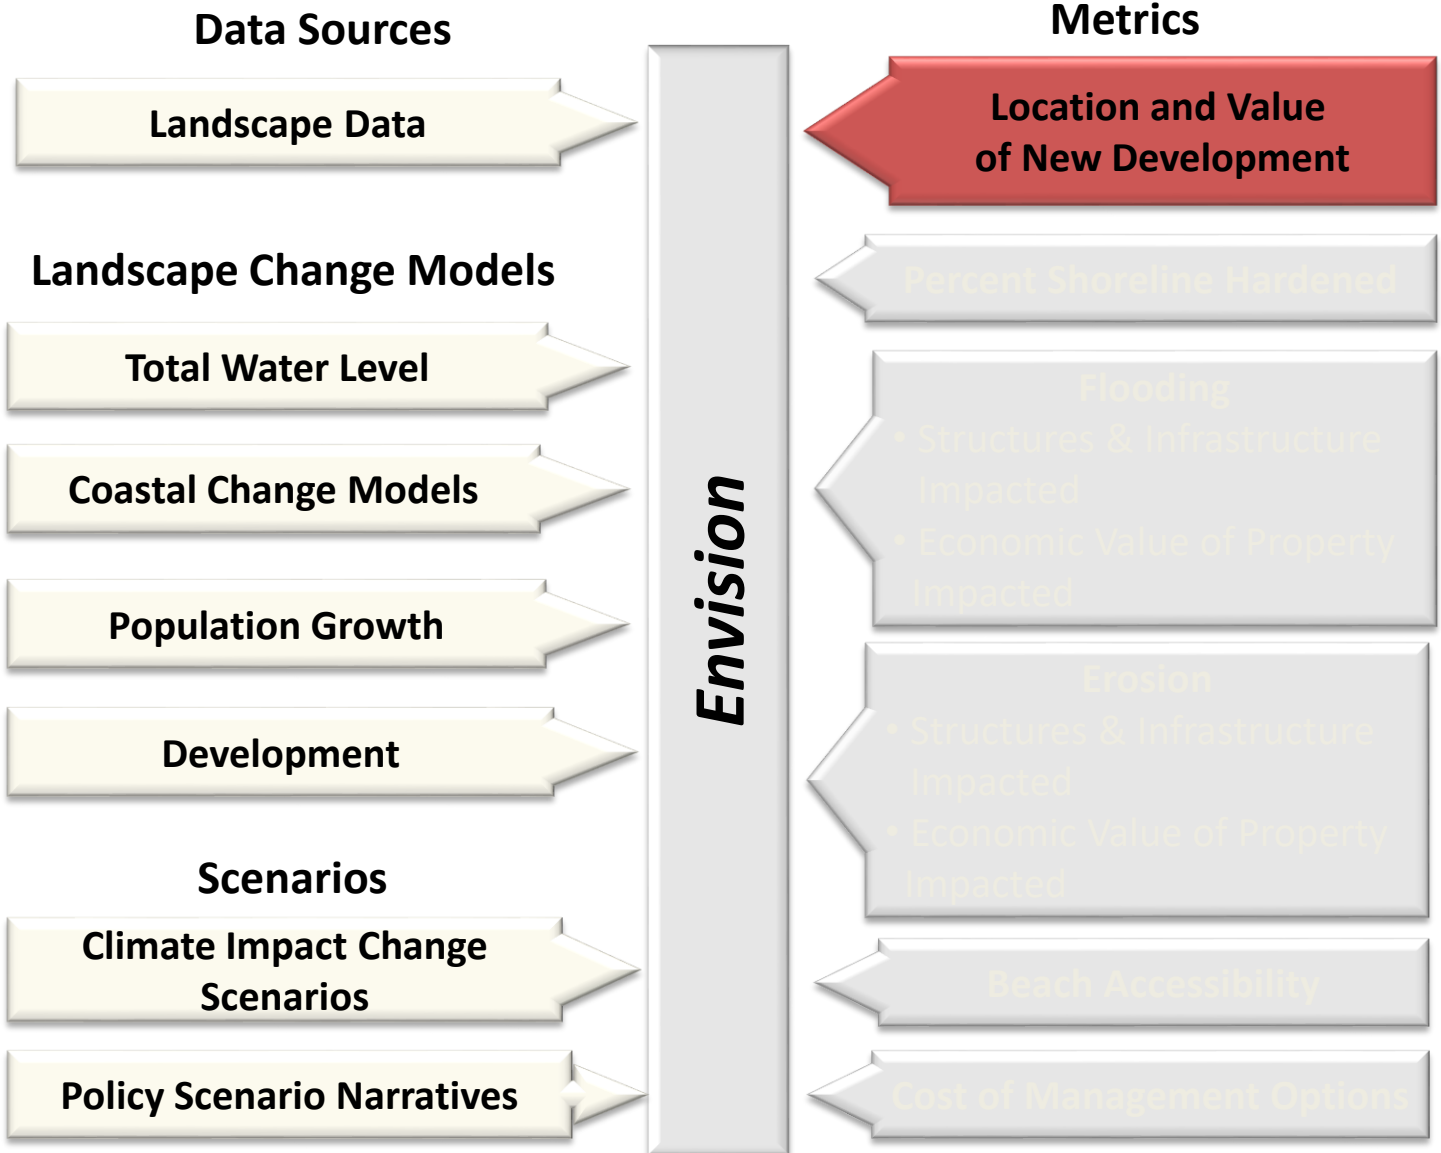 Data Sources
Landscape Data
Landscape Change Models
Total Water Level
Coastal Change Models
Population Growth
Development
Scenarios
Climate Impact Change
Scenarios
Policy Scenario Narratives
Envision
Metrics
Location and Value
of New Development
Percent Shoreline Hardened
Flooding
• Structures & Infrastructure
Impacted
• Economic Value of Property
Impacted
Erosion
• Structures & Infrastructure
Impacted
• Economic Value of Property
Impacted
Beach Accessibility
Cost of Management Options